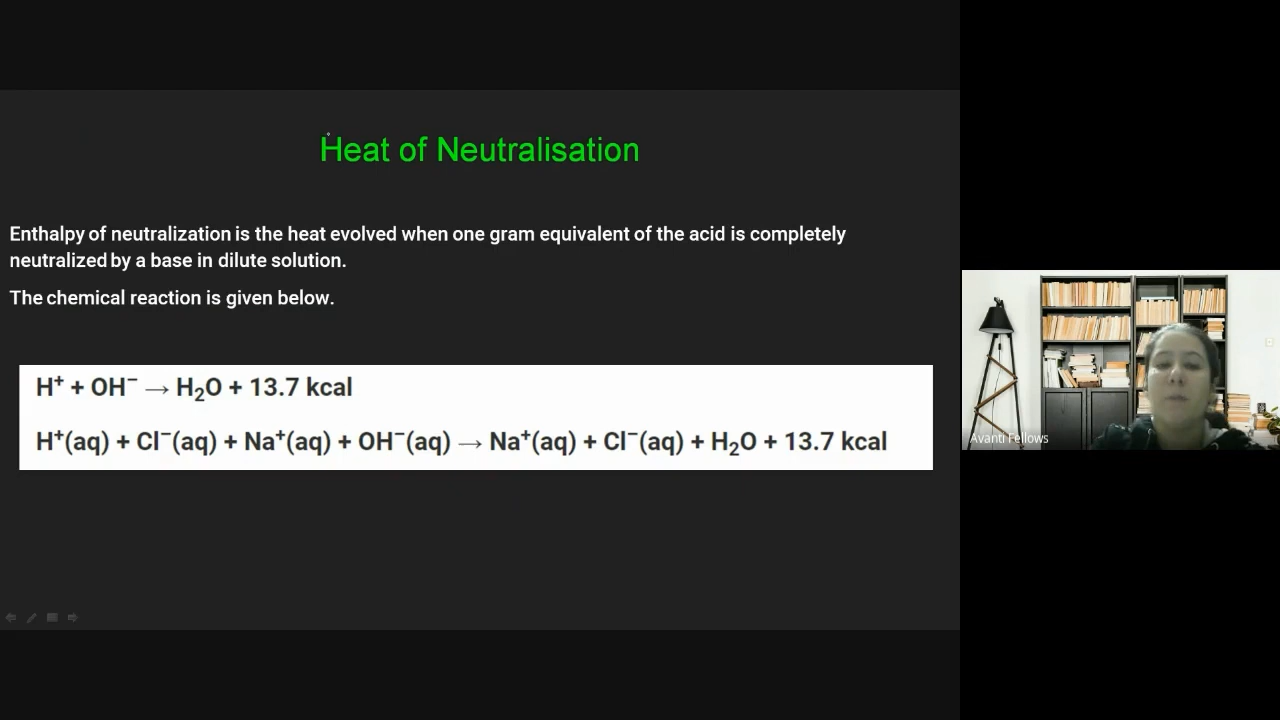 Heat of Neutralisation
Enthalpy of neutralization is the heat evolved when one gram equivalent of the acid is completely
neutralized by a base in dilute solution.
The chemical reaction is given below.
H⁺ + OH⁻ → H₂O + 13.7 kcal
H⁺(aq) + Cl⁻(aq) + Na⁺(aq) + OH⁻(aq) → Na⁺(aq) + Cl⁻(aq) + H₂O + 13.7 kcal
Avanti Fellows